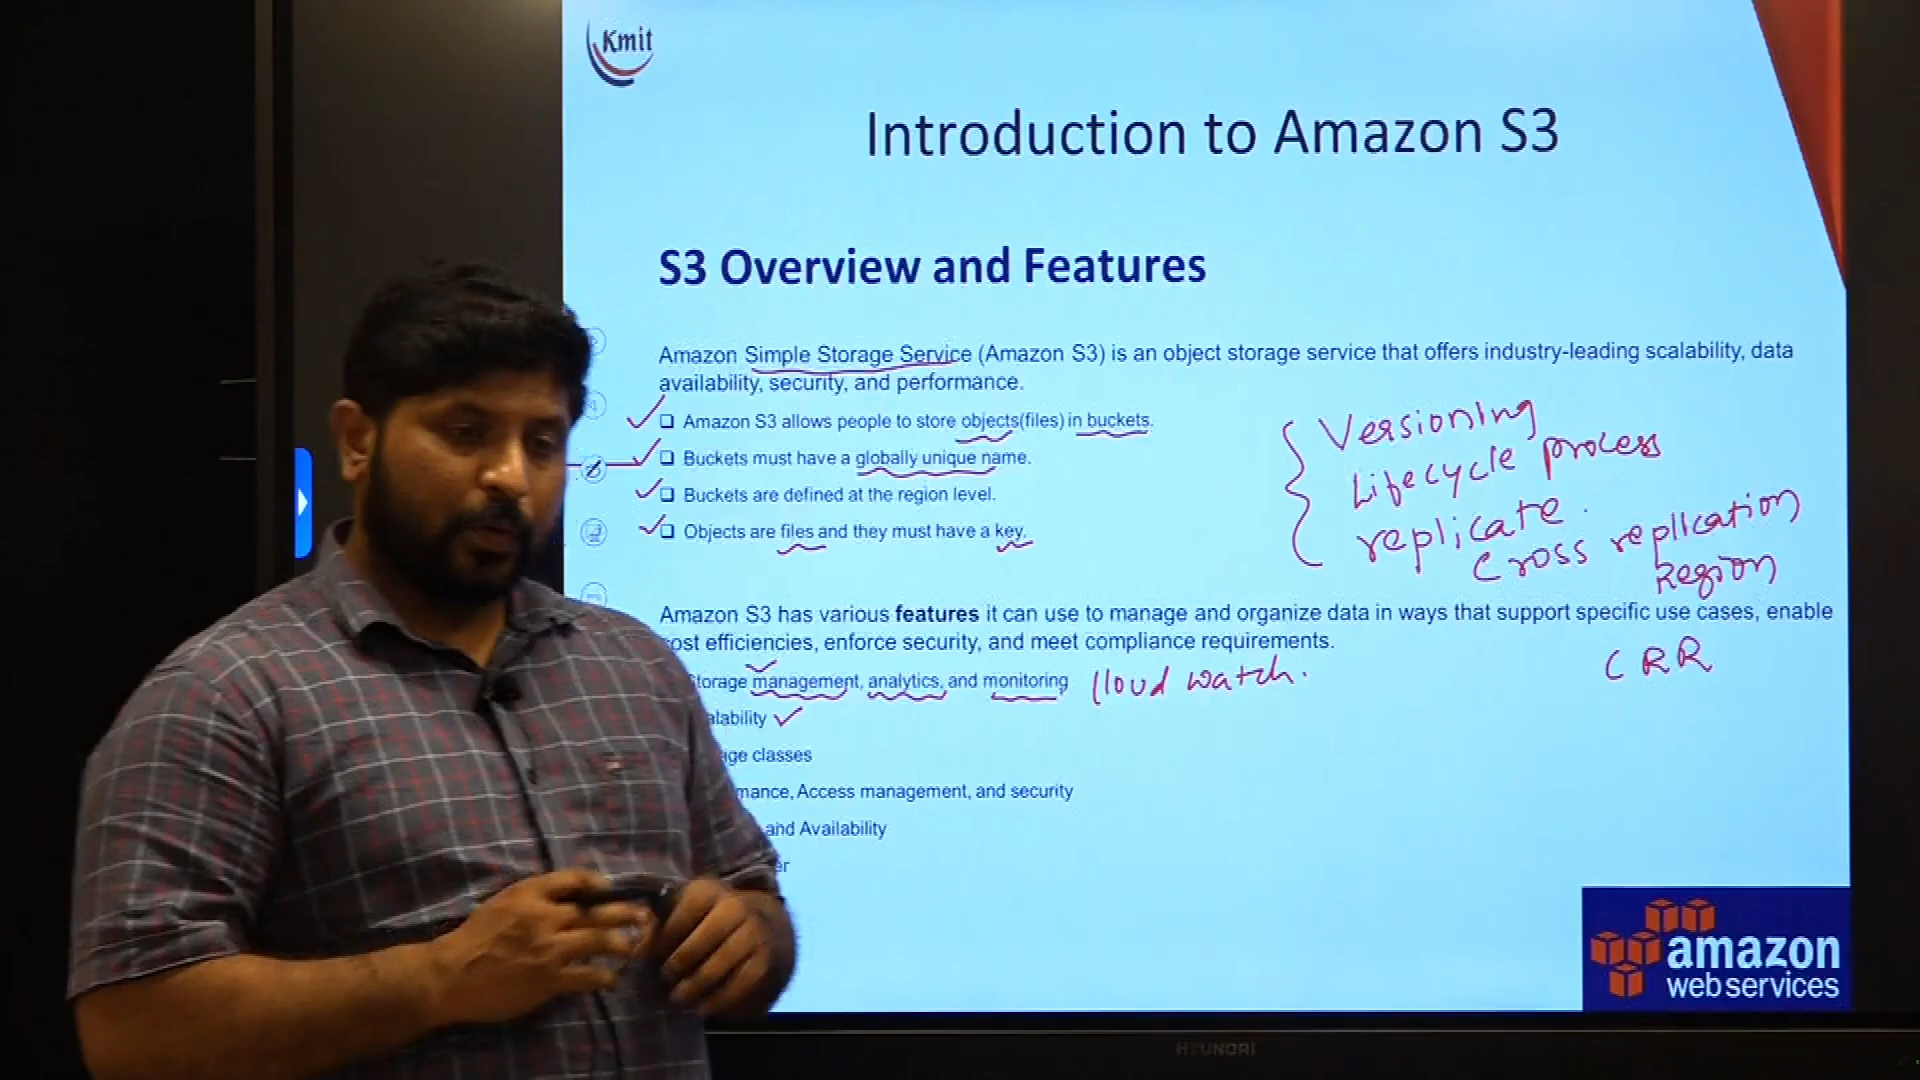 Kmit
Introduction to Amazon S3
S3 Overview and Features
Amazon Simple Storage Service (Amazon S3) is an object storage service that offers industry-leading scalability, data
availability, security, and performance.
Amazon S3 allows people to store objects(files) in buckets.
Buckets must have a globally unique name.
Buckets are defined at the region level.
Objects are files and they must have a key.
Versioning
Lifecycle process
replicate.
Cross replication
Region
Amazon S3 has various features it can use to manage and organize data in ways that support specific use cases, enable
cost efficiencies, enforce security, and meet compliance requirements.
CRR
Storage management, analytics, and monitoring Cloud watch.
alability
age classes
mance, Access management, and security
and Availability
er
amazon
web services
HYUNDAI